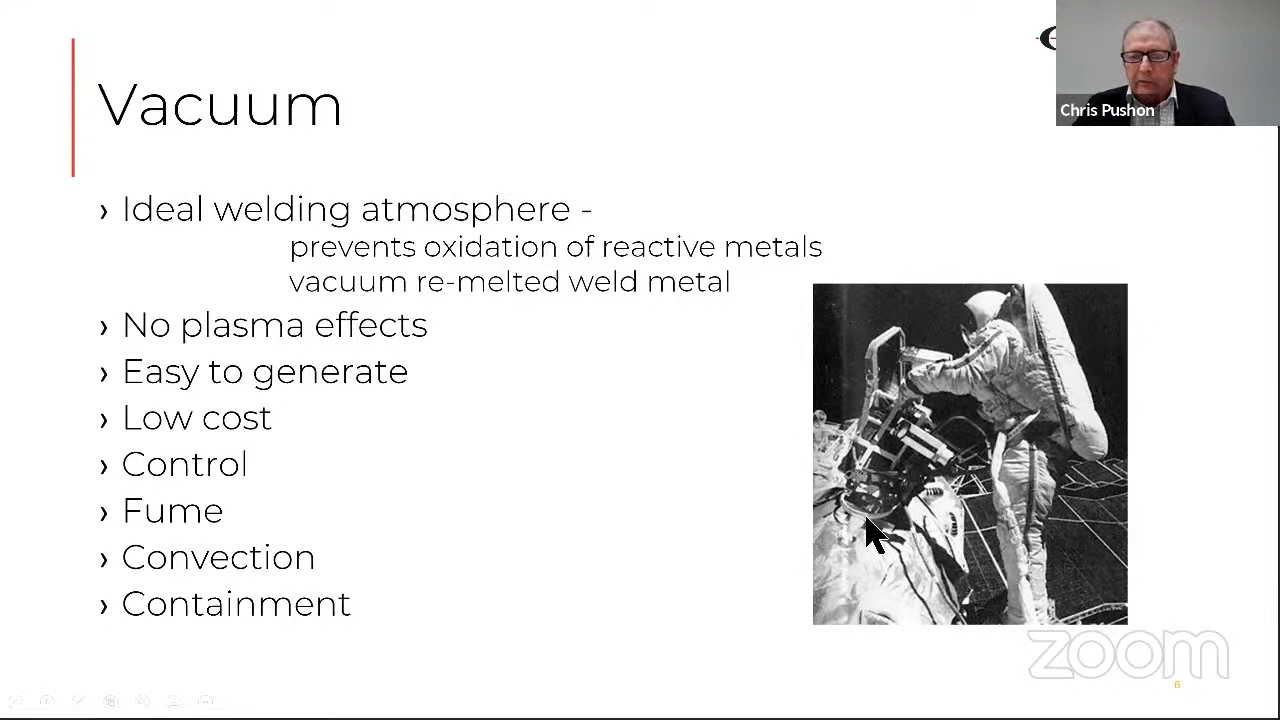 Chris Pushon
Vacuum
› Ideal welding atmosphere -
prevents oxidation of reactive metals
vacuum re-melted weld metal
› No plasma effects
› Easy to generate
› Low cost
› Control
› Fume
› Convection
› Containment
zoom
6